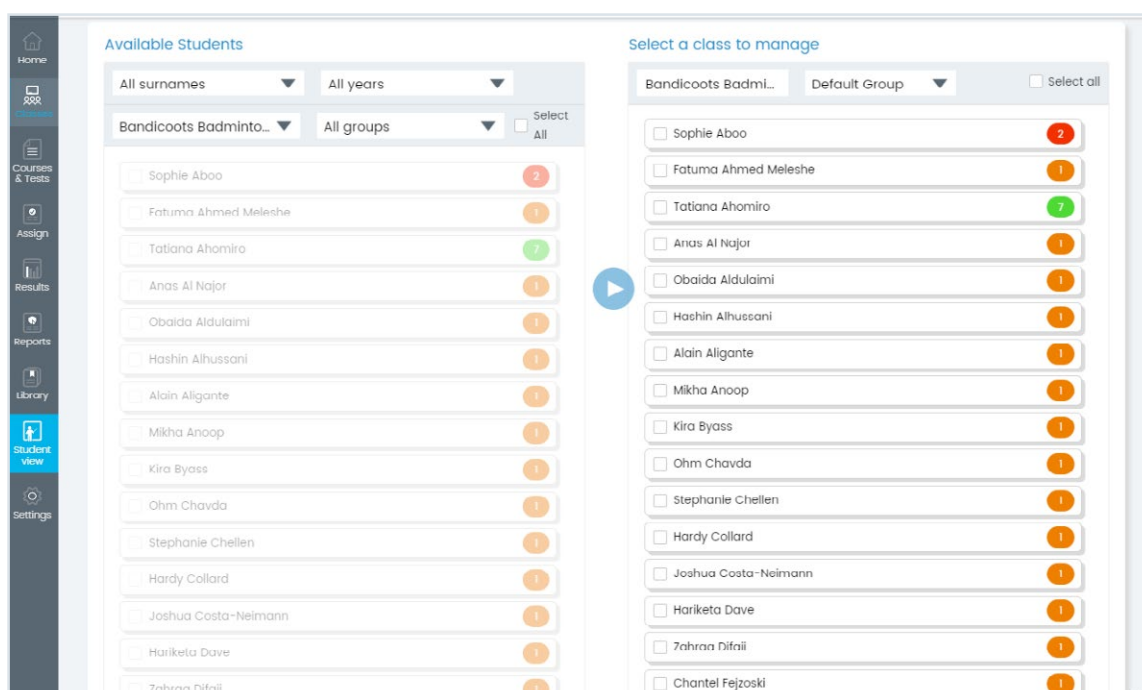 Home
Classes
Courses
& Tests
Assign
Results
Reports
Library
Student
view
Settings
Available Students
All surnames
All years
Bandicoots Badminto...
All groups
Select
All
Sophie Aboo 2
Fatuma Ahmed Meleshe 1
Tatiana Ahomiro 7
Anas Al Najor 1
Obaida Aldulaimi 1
Hashin Alhussani 1
Alain Aligante 1
Mikha Anoop 1
Kira Byass 1
Ohm Chavda 1
Stephanie Chellen 1
Hardy Collard 1
Joshua Costa-Neimann 1
Hariketa Dave 1
Zahraa Difaii 1
Select a class to manage
Bandicoots Badmi...
Default Group
Select all
Sophie Aboo 2
Fatuma Ahmed Meleshe 1
Tatiana Ahomiro 7
Anas Al Najor 1
Obaida Aldulaimi 1
Hashin Alhussani 1
Alain Aligante 1
Mikha Anoop 1
Kira Byass 1
Ohm Chavda 1
Stephanie Chellen 1
Hardy Collard 1
Joshua Costa-Neimann 1
Hariketa Dave 1
Zahraa Difaii 1
Chantel Fejzoski 1